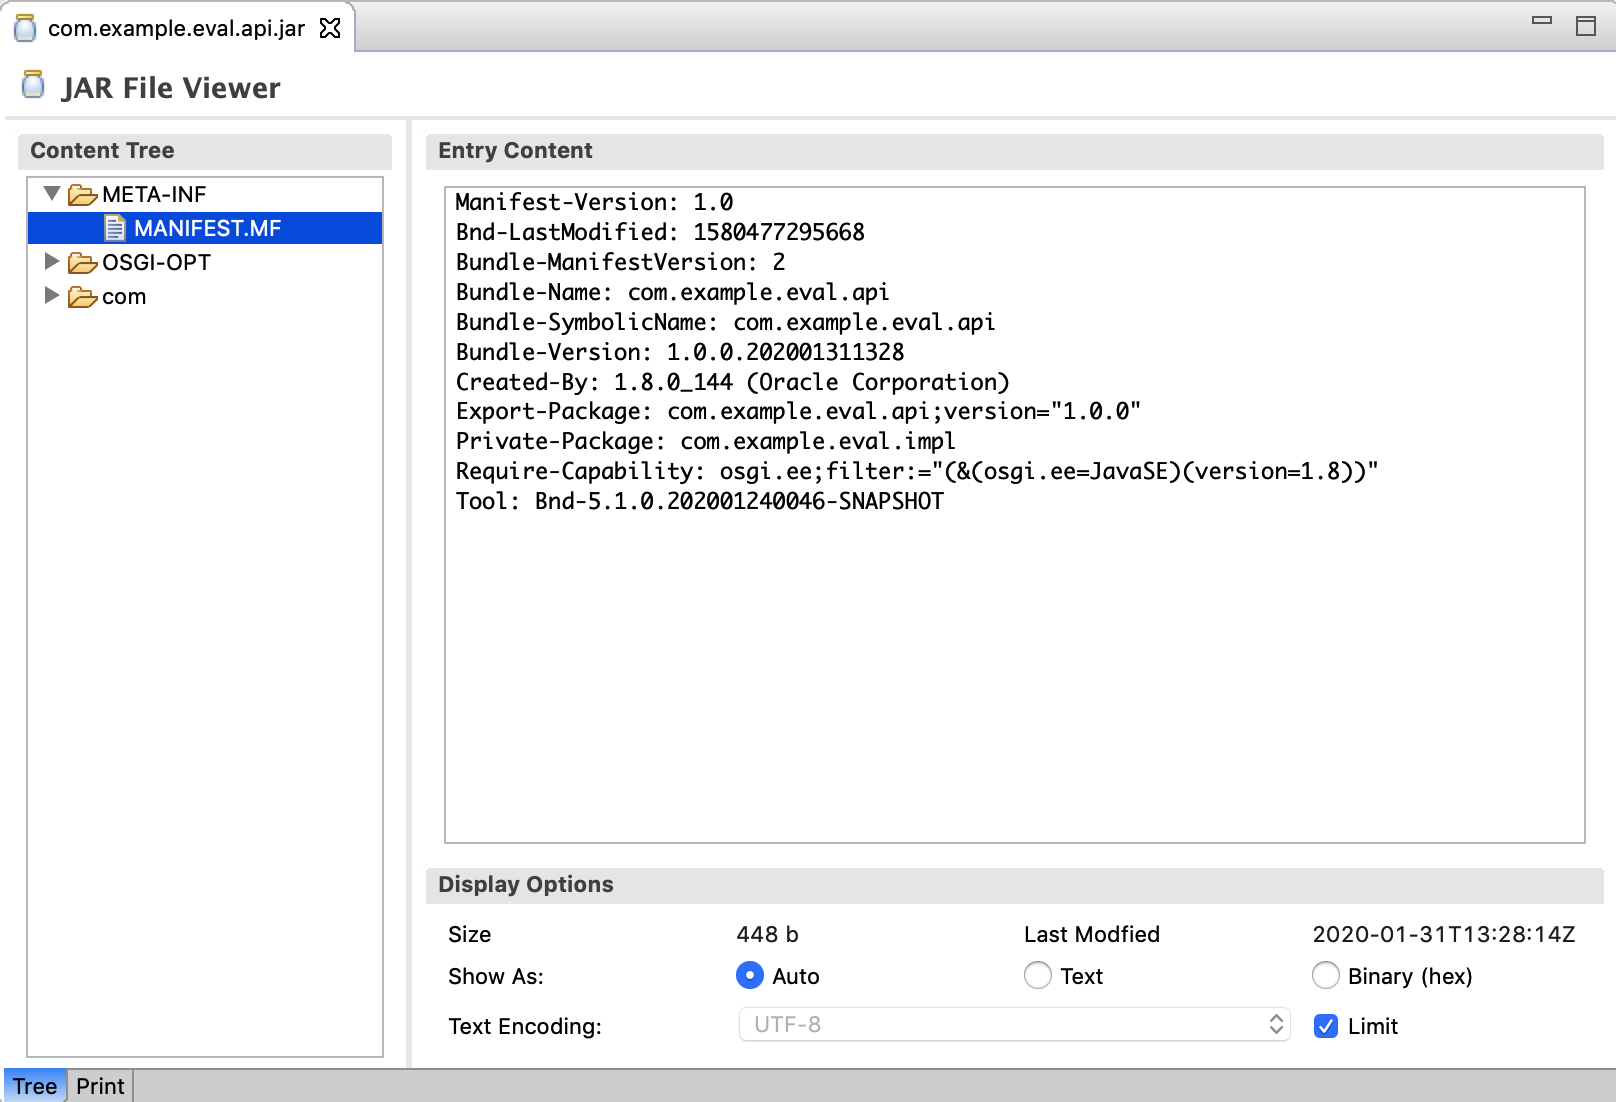 com.example.eval.api.jar
JAR File Viewer
Content Tree
META-INF
MANIFEST.MF
OSGI-OPT
com
Entry Content
Manifest-Version: 1.0
Bnd-LastModified: 1580477295668
Bundle-ManifestVersion: 2
Bundle-Name: com.example.eval.api
Bundle-SymbolicName: com.example.eval.api
Bundle-Version: 1.0.0.202001311328
Created-By: 1.8.0_144 (Oracle Corporation)
Export-Package: com.example.eval.api;version="1.0.0"
Private-Package: com.example.eval.impl
Require-Capability: osgi.ee;filter:="(&(osgi.ee=JavaSE)(version=1.8))"
Tool: Bnd-5.1.0.202001240046-SNAPSHOT
Display Options
Size 448 b Last Modfied 2020-01-31T13:28:14Z
Show As: Auto Text Binary (hex)
Text Encoding: UTF-8 Limit
Tree Print